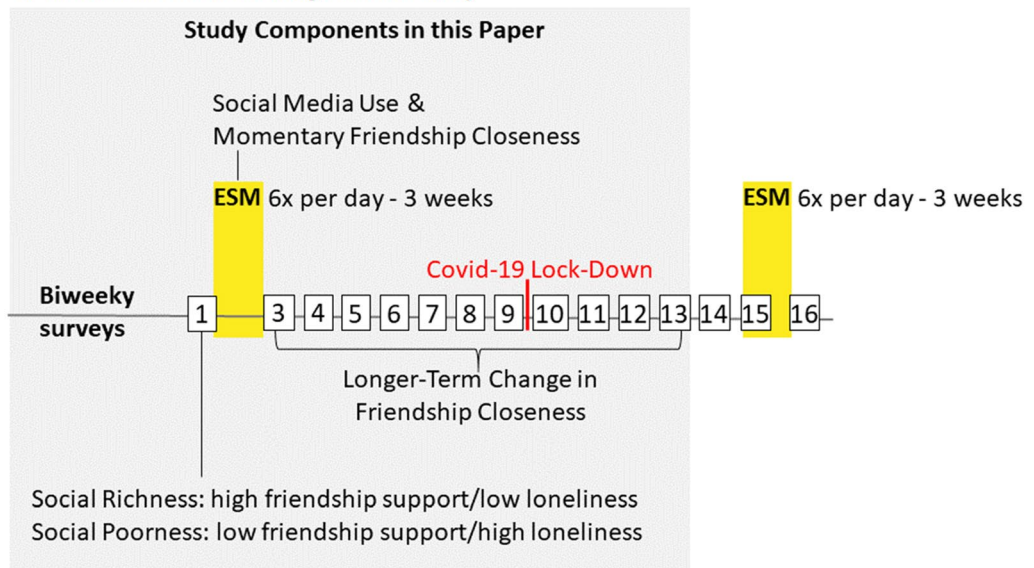 Study Components in this Paper
Social Media Use &
Momentary Friendship Closeness
ESM 6x per day - 3 weeks
ESM 6x per day - 3 weeks
Covid-19 Lock-Down
Biweeky
surveys
1 3 4 5 6 7 8 9 10 11 12 13 14 15 16
Longer-Term Change in
Friendship Closeness
Social Richness: high friendship support/low loneliness
Social Poorness: low friendship support/high loneliness